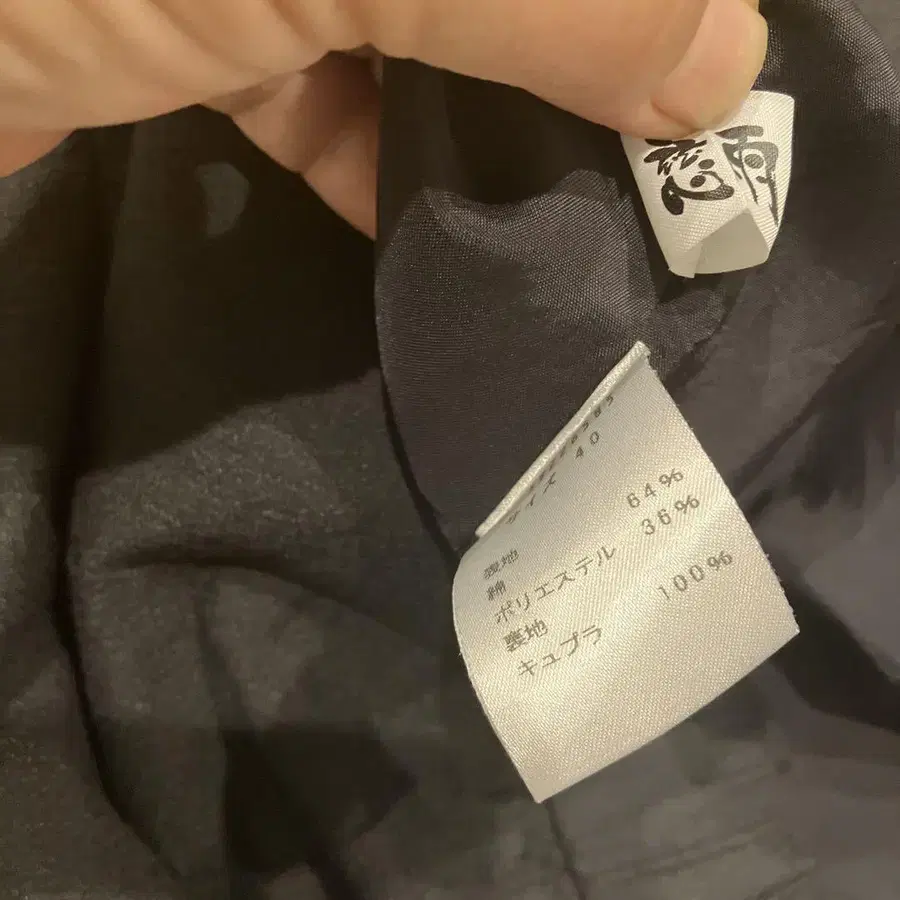 サイズ 40
表地
綿 64%
ポリエステル 36%
裏地
キュプラ 100%